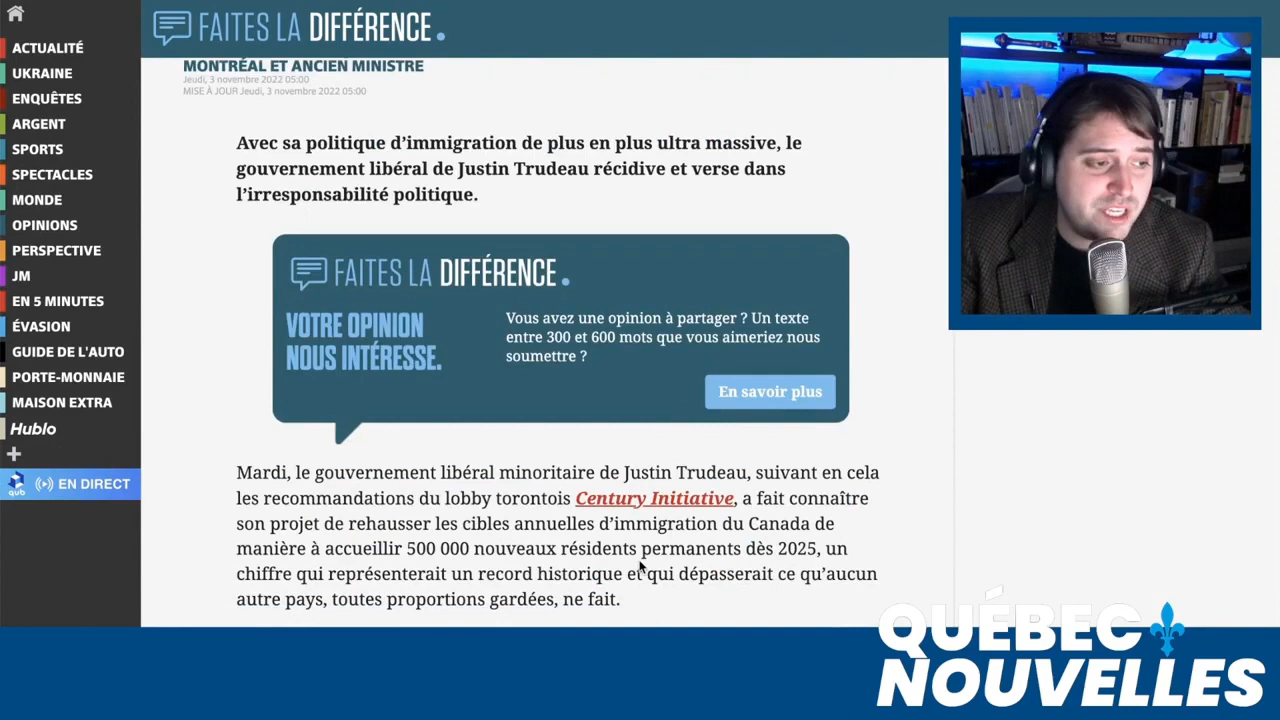 FAITES LA DIFFÉRENCE.
ACTUALITÉ
UKRAINE
ENQUÊTES
ARGENT
SPORTS
SPECTACLES
MONDE
OPINIONS
PERSPECTIVE
JM
EN 5 MINUTES
ÉVASION
GUIDE DE L'AUTO
PORTE-MONNAIE
MAISON EXTRA
Hublo
qub EN DIRECT
MONTRÉAL ET ANCIEN MINISTRE
Jeudi, 3 novembre 2022 05:00
MISE À JOUR Jeudi, 3 novembre 2022 05:00
Avec sa politique d’immigration de plus en plus ultra massive, le
gouvernement libéral de Justin Trudeau récidive et verse dans
l’irresponsabilité politique.
FAITES LA DIFFÉRENCE.
VOTRE OPINION
NOUS INTÉRESSE.
Vous avez une opinion à partager ? Un texte
entre 300 et 600 mots que vous aimeriez nous
soumettre ?
En savoir plus
Mardi, le gouvernement libéral minoritaire de Justin Trudeau, suivant en cela
les recommandations du lobby torontois Century Initiative, a fait connaître
son projet de rehausser les cibles annuelles d’immigration du Canada de
manière à accueillir 500 000 nouveaux résidents permanents dès 2025, un
chiffre qui représenterait un record historique et qui dépasserait ce qu’aucun
autre pays, toutes proportions gardées, ne fait.
QUÉBEC
NOUVELLES